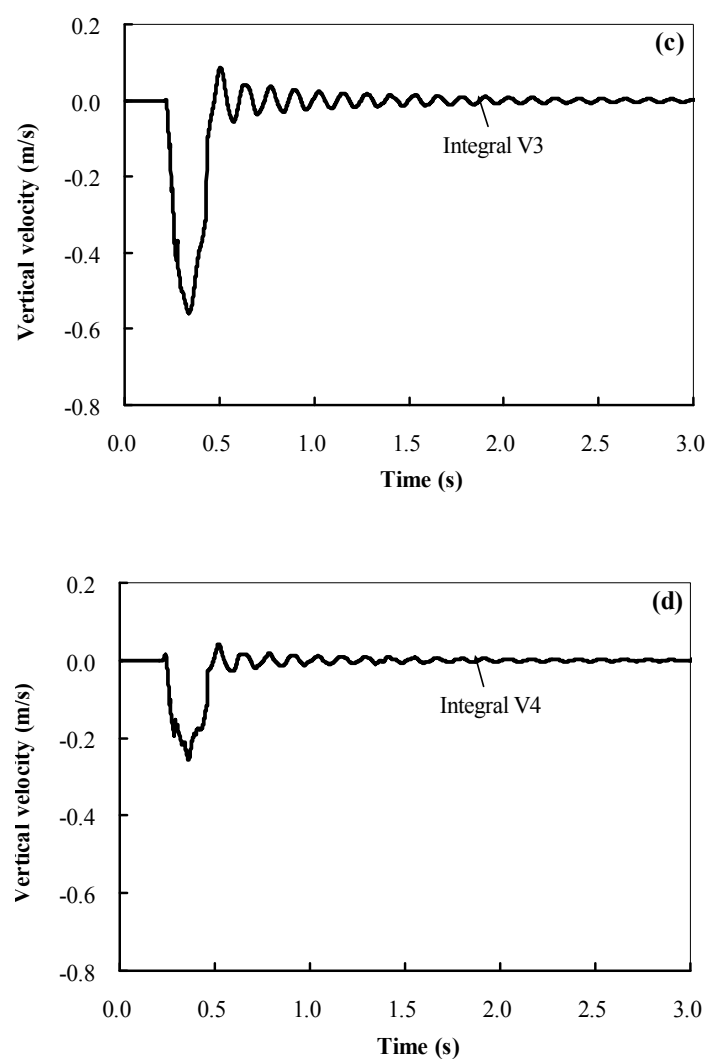 (c)
0.2
0.0
-0.2
-0.4
-0.6
-0.8
Vertical velocity (m/s)
Integral V3
0.0 0.5 1.0 1.5 2.0 2.5 3.0
Time (s)
(d)
0.2
0.0
-0.2
-0.4
-0.6
-0.8
Vertical velocity (m/s)
Integral V4
0.0 0.5 1.0 1.5 2.0 2.5 3.0
Time (s)